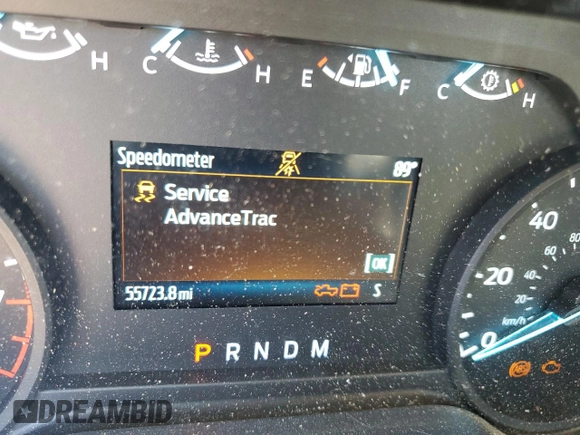 H
C
H
E
F
C
H
Speedometer
89°
Service
AdvanceTrac
[OK]
55723.8 mi
S
P R N D M
40
20
0
80
60
40
20
km/h
DREAMBID